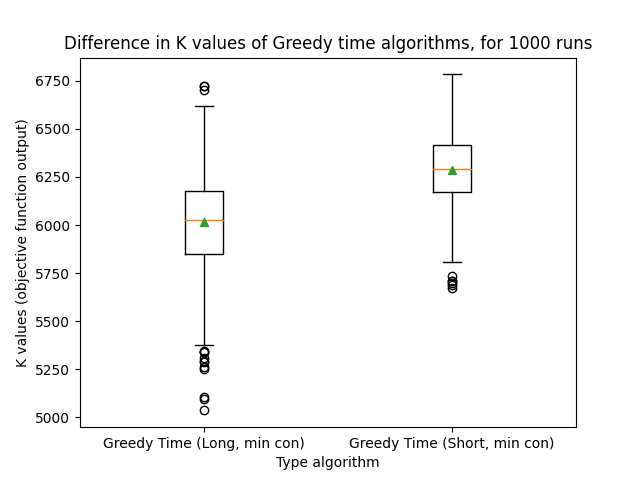 Difference in K values of Greedy time algorithms, for 1000 runs
K values (objective function output)
6750
6500
6250
6000
5750
5500
5250
5000
Greedy Time (Long, min con)
Greedy Time (Short, min con)
Type algorithm